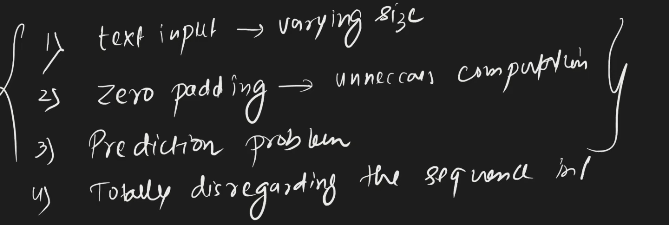 1) text input → varying size
2) zero padding → unneccary computation
3) Prediction problem
4) Totally disregarding the sequence inf